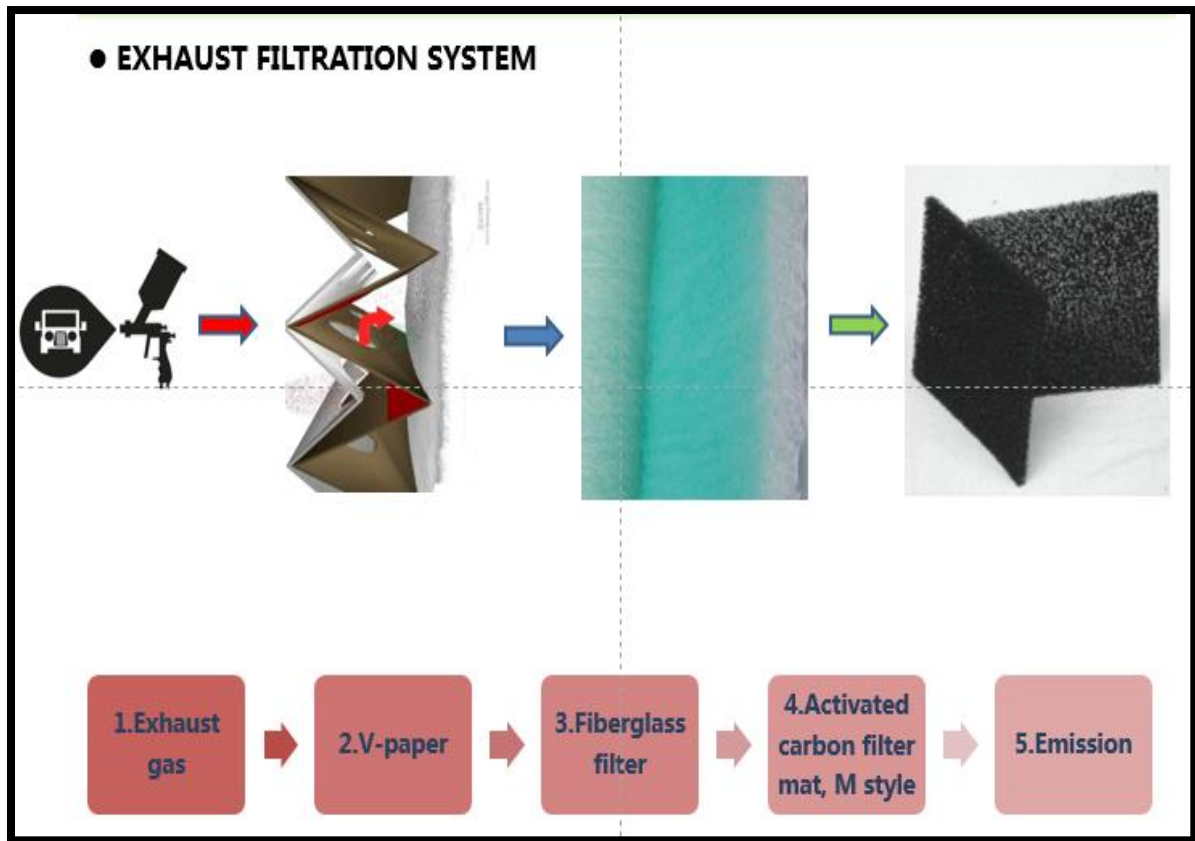 ● EXHAUST FILTRATION SYSTEM
1.Exhaust
gas
2.V-paper
3.Fiberglass
filter
4.Activated
carbon filter
mat, M style
5.Emission